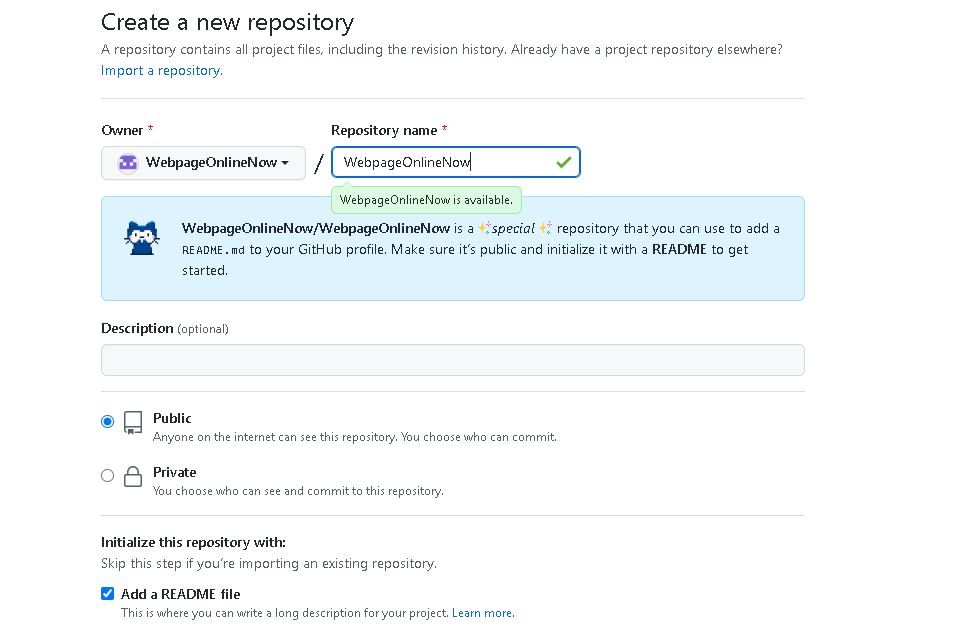 Create a new repository
A repository contains all project files, including the revision history. Already have a project repository elsewhere?
Import a repository.
Owner *
Repository name *
WebpageOnlineNow
/
WebpageOnlineNow
WebpageOnlineNow is available.
WebpageOnlineNow/WebpageOnlineNow is a ✨special✨ repository that you can use to add a
README.md to your GitHub profile. Make sure it’s public and initialize it with a README to get
started.
Description (optional)
Public
Anyone on the internet can see this repository. You choose who can commit.
Private
You choose who can see and commit to this repository.
Initialize this repository with:
Skip this step if you’re importing an existing repository.
Add a README file
This is where you can write a long description for your project. Learn more.